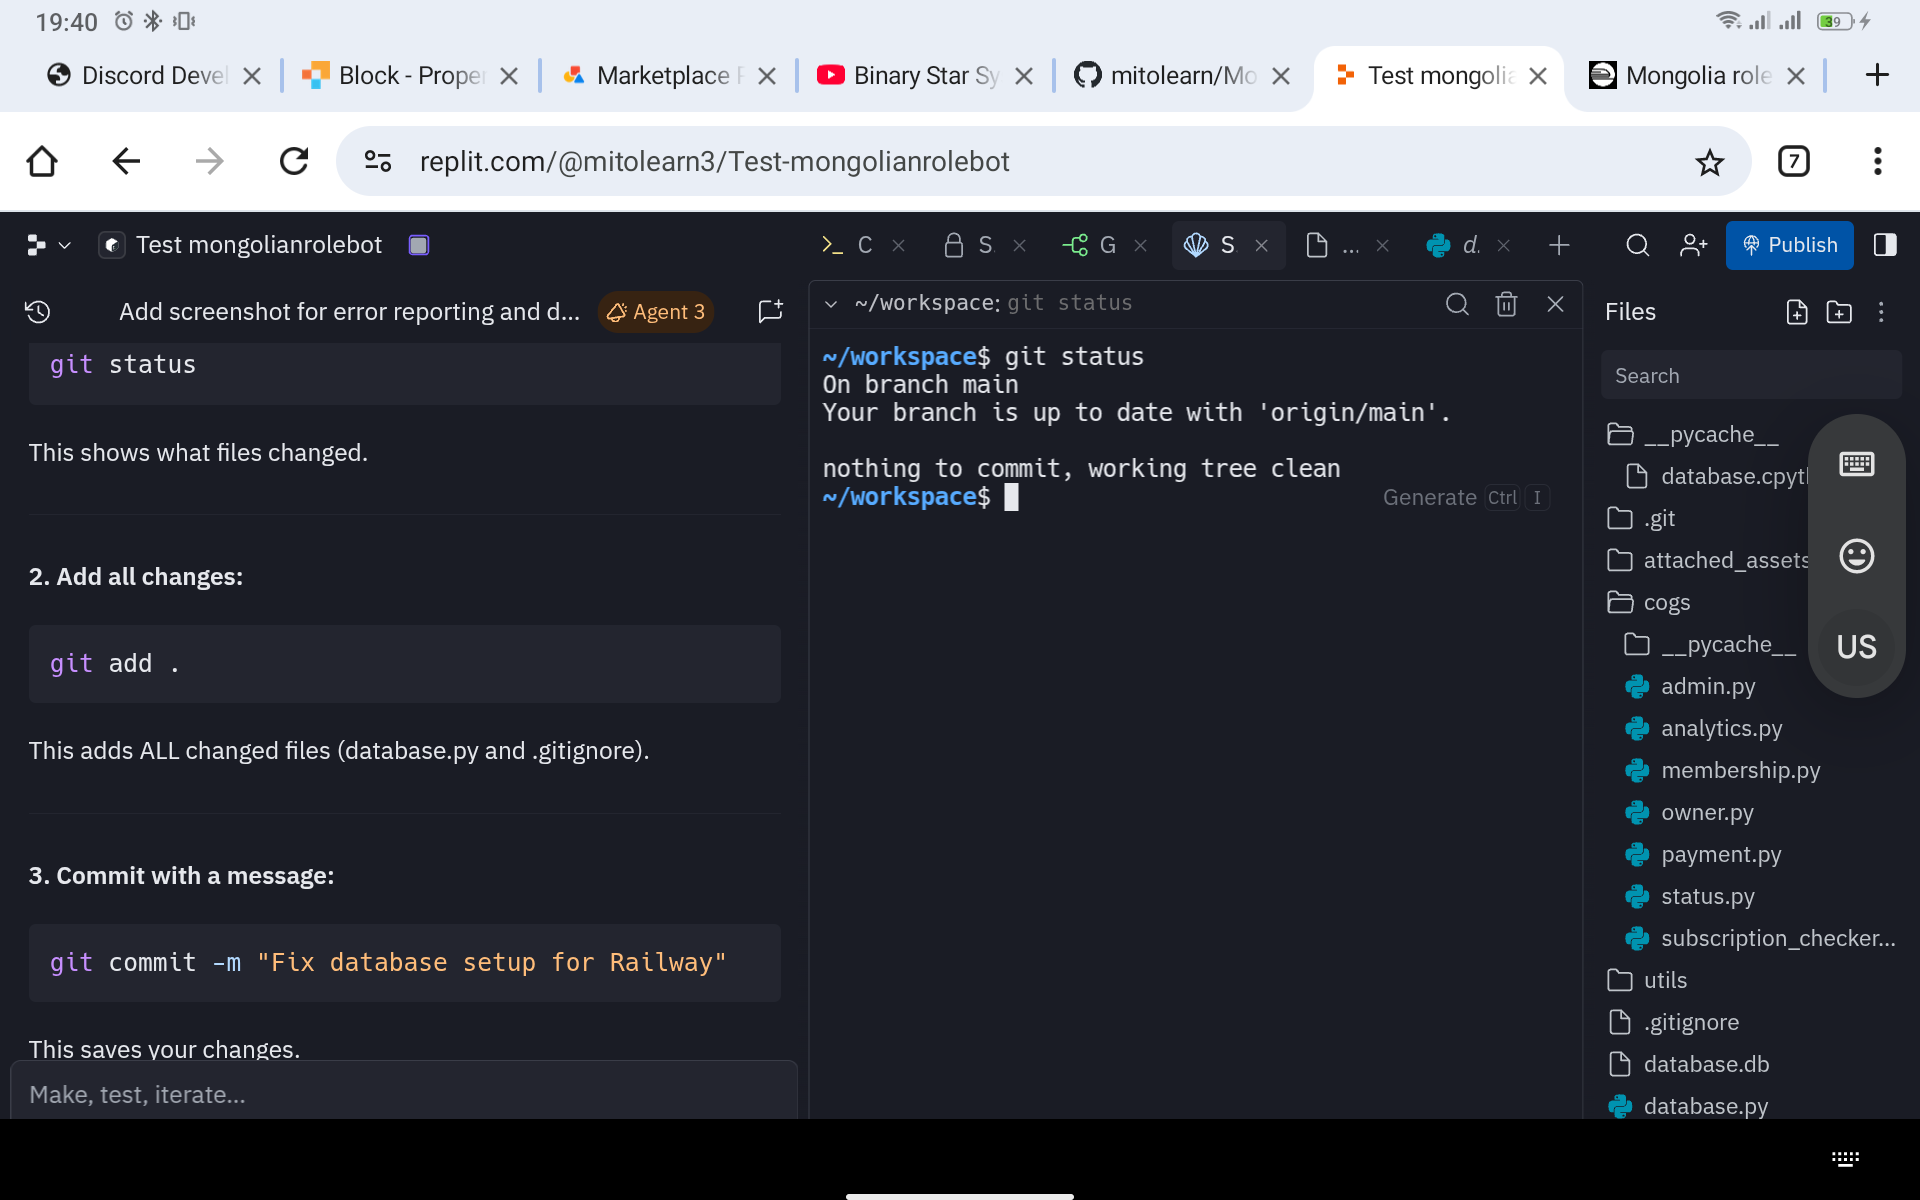 19:40
39
Discord Devel
Block - Proper
Marketplace
Binary Star Sy
mitolearn/Mo
Test mongolia
Mongolia role
replit.com/@mitolearn3/Test-mongolianrolebot
7
Test mongolianrolebot
C
S.
G
S
...
d.
Publish
Add screenshot for error reporting and d...
Agent 3
git status
This shows what files changed.
2. Add all changes:
git add .
This adds ALL changed files (database.py and .gitignore).
3. Commit with a message:
git commit -m "Fix database setup for Railway"
This saves your changes.
Make, test, iterate...
~/workspace: git status
~/workspace$ git status
On branch main
Your branch is up to date with 'origin/main'.
nothing to commit, working tree clean
~/workspace$
Generate Ctrl I
Files
Search
__pycache__
database.cpyth
.git
attached_assets
cogs
__pycache__
admin.py
analytics.py
membership.py
owner.py
payment.py
status.py
subscription_checker...
utils
.gitignore
database.db
database.py
US